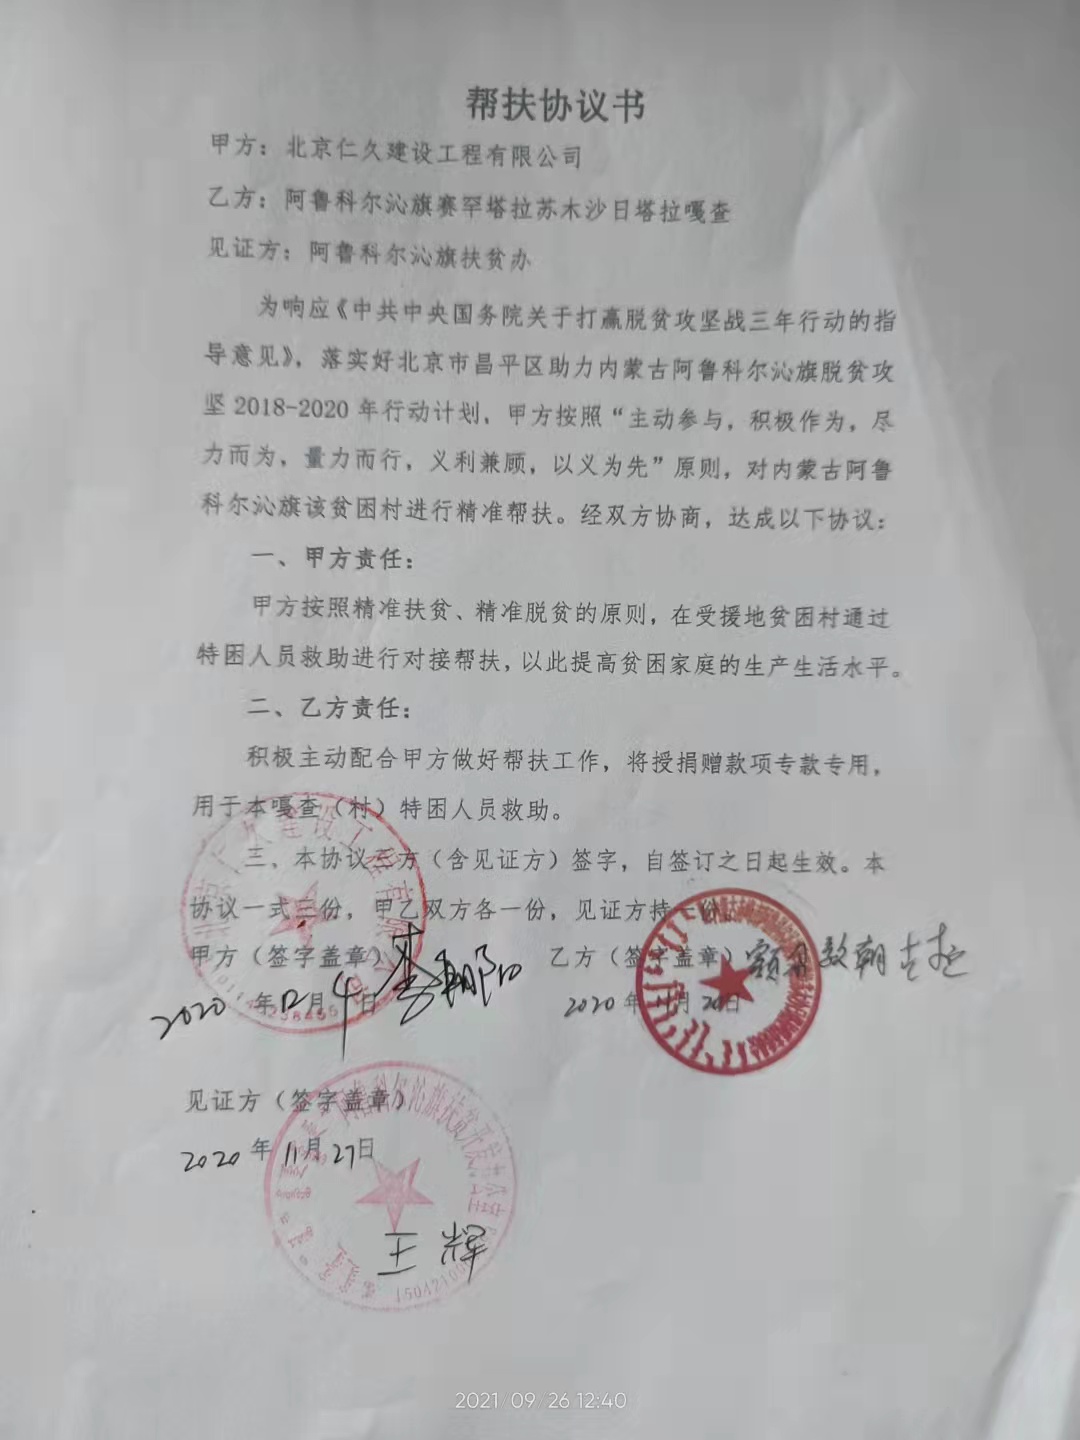 帮扶协议书
甲方：北京仁久建设工程有限公司
乙方：阿鲁科尔沁旗赛罕塔拉苏木沙日塔拉嘎查
见证方：阿鲁科尔沁旗扶贫办
为响应《中共中央国务院关于打赢脱贫攻坚战三年行动的指
导意见》，落实好北京市昌平区助力内蒙古阿鲁科尔沁旗脱贫攻
坚2018-2020年行动计划，甲方按照“主动参与，积极作为，尽
力而为，量力而行，义利兼顾，以义为先”原则，对内蒙古阿鲁
科尔沁旗该贫困村进行精准帮扶。经双方协商，达成以下协议：
一、甲方责任：
甲方按照精准扶贫、精准脱贫的原则，在受援地贫困村通过
特困人员救助进行对接帮扶，以此提高贫困家庭的生产生活水平。
二、乙方责任：
积极主动配合甲方做好帮扶工作，将授捐赠款项专款专用，
用于本嘎查（村）特困人员救助。
三、本协议三方（含见证方）签字，自签订之日起生效。本
协议一式三份，甲乙双方各一份，见证方持一份。
甲方（签字盖章） 乙方（签字盖章）
2020年12月4日 2020年11月20日
见证方（签字盖章）
2020年11月27日
阿鲁科尔沁旗扶贫开发办公室
王辉
2021/09/26 12:40